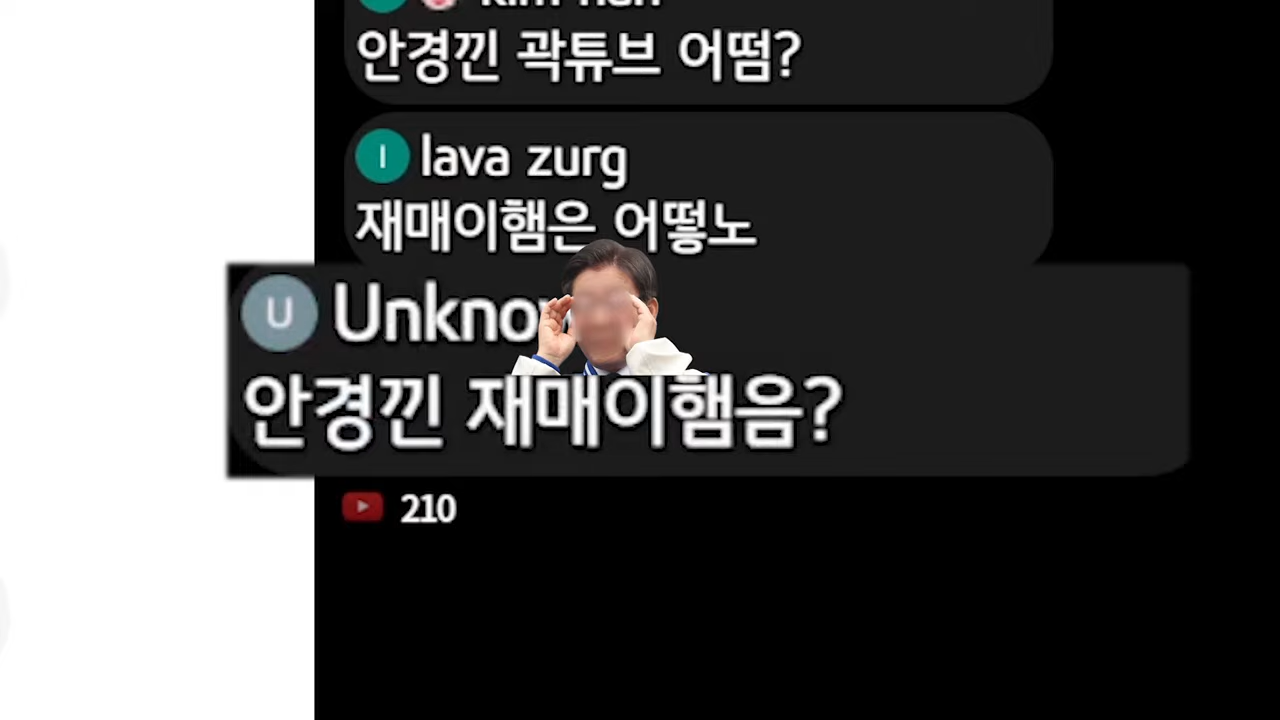 안경낀 곽튜브 어떰?
I lava zurg
재매이햄은 어떻노
U Unkno
안경낀 재매이햄음?
210